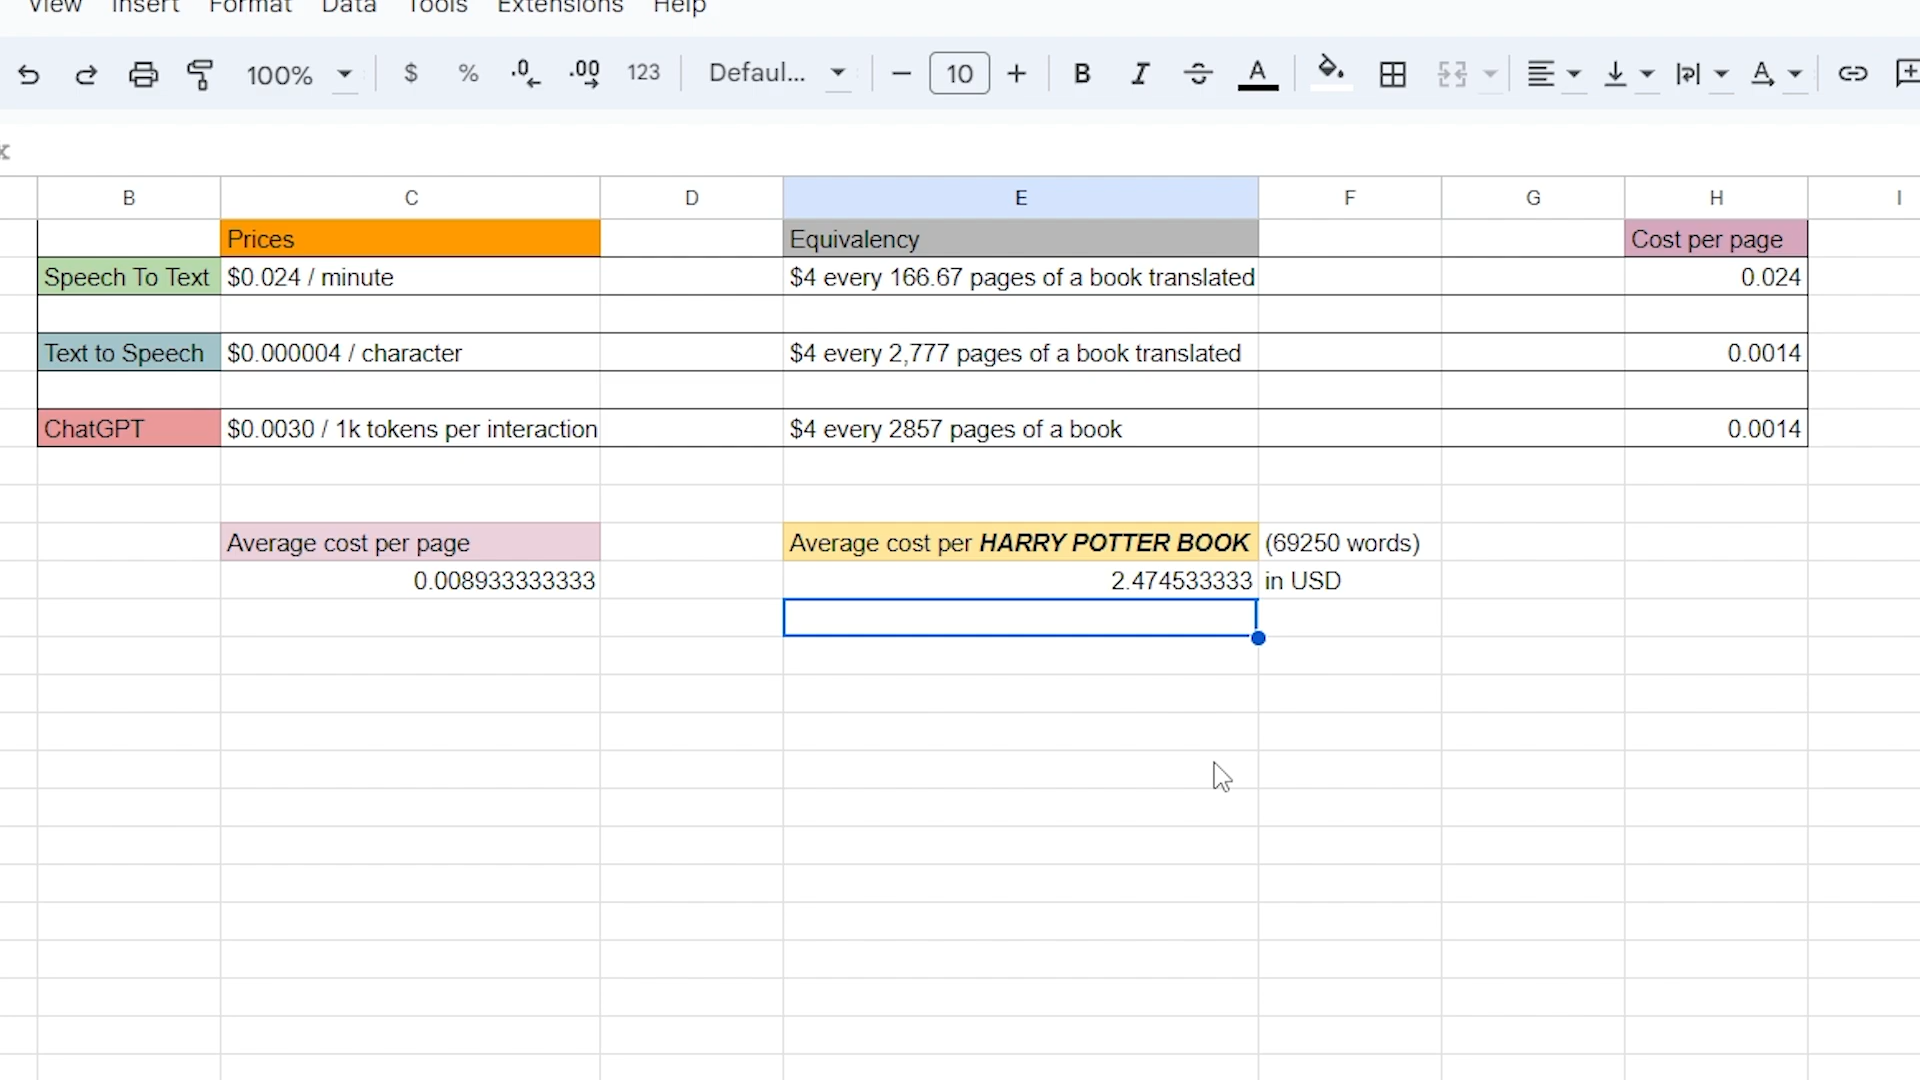 View Insert Format Data Tools Extensions Help
100% $ % .0 .00 123 Defaul... 10 B I A
B C D E F G H I
Prices Equivalency Cost per page
Speech To Text $0.024 / minute $4 every 166.67 pages of a book translated 0.024
Text to Speech $0.000004 / character $4 every 2,777 pages of a book translated 0.0014
ChatGPT $0.0030 / 1k tokens per interaction $4 every 2857 pages of a book 0.0014
Average cost per page Average cost per HARRY POTTER BOOK (69250 words)
0.008933333333 2.474533333 in USD